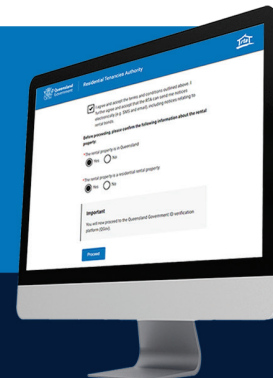 Queensland
Government
Residential Tenancies Authority
rta
I agree and accept the terms and conditions outlined above. I
further agree and accept that the RTA can send me notices
electronically (e.g. SMS and email), including notices relating to
rental bonds.
Before proceeding, please confirm the following information about the rental
property
*The rental property is in Queensland
Yes No
*The rental property is a residential rental property
Yes No
Important
You will now proceed to the Queensland Government ID verification
platform (QGov).
Proceed